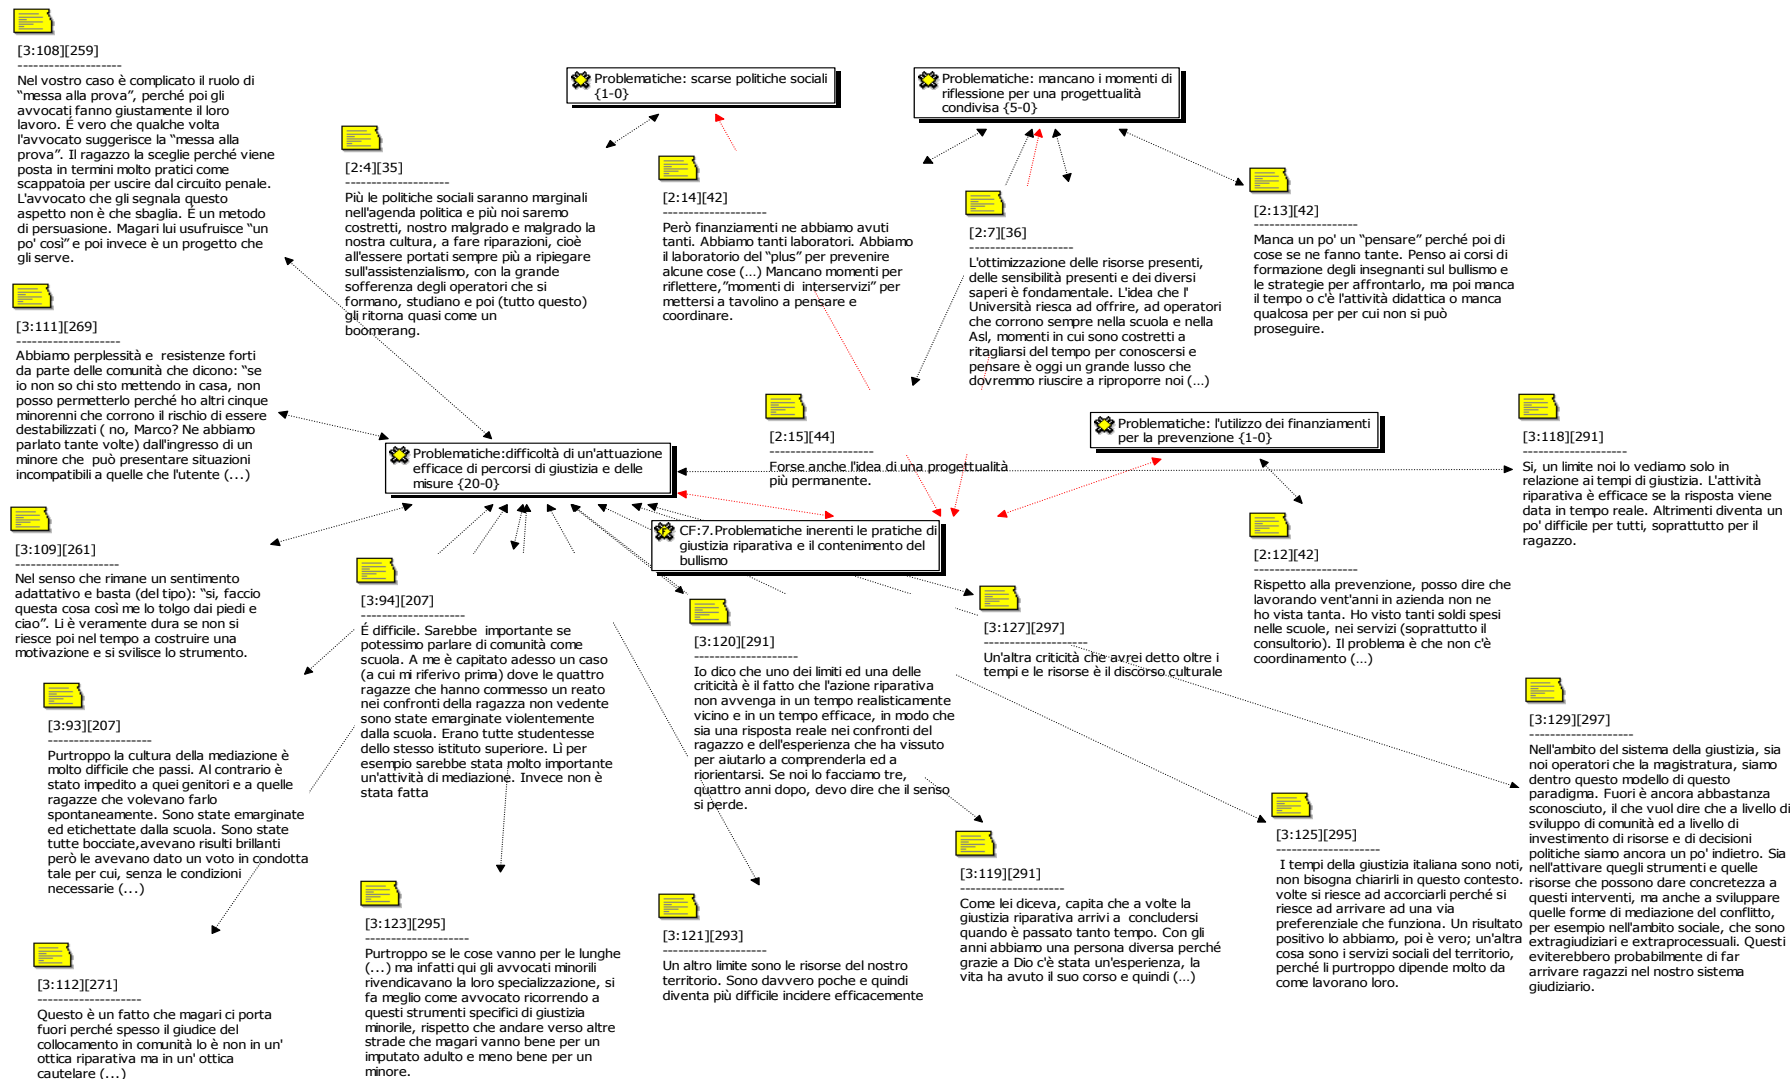 [3:108][259]
--------------------
Nel vostro caso è complicato il ruolo di
“messa alla prova”, perché poi gli
avvocati fanno giustamente il loro
lavoro. É vero che qualche volta
l'avvocato suggerisce la “messa alla
prova”. Il ragazzo la sceglie perché viene
posta in termini molto pratici come
scappatoia per uscire dal circuito penale.
L'avvocato che gli segnala questo
aspetto non è che sbaglia. É un metodo
di persuasione. Magari lui usufruisce “un
po' così” e poi invece è un progetto che
gli serve.
[3:111][269]
--------------------
Abbiamo perplessità e resistenze forti
da parte delle comunità che dicono: “se
io non so chi sto mettendo in casa, non
posso permetterlo perché ho altri cinque
minorenni che corrono il rischio di essere
destabilizzati ( no, Marco? Ne abbiamo
parlato tante volte) dall'ingresso di un
minore che può presentare situazioni
incompatibili a quelle che l'utente (...)
[3:109][261]
--------------------
Nel senso che rimane un sentimento
adattativo e basta (del tipo): “si, faccio
questa cosa così me lo tolgo dai piedi e
ciao”. Li è veramente dura se non si
riesce poi nel tempo a costruire una
motivazione e si svilisce lo strumento.
[3:93][207]
--------------------
Purtroppo la cultura della mediazione è
molto difficile che passi. Al contrario è
stato impedito a quei genitori e a quelle
ragazze che volevano farlo
spontaneamente. Sono state emarginate
ed etichettate dalla scuola. Sono state
tutte bocciate,avevano risulti brillanti
però le avevano dato un voto in condotta
tale per cui, senza le condizioni
necessarie (...)
[3:112][271]
--------------------
Questo è un fatto che magari ci porta
fuori perché spesso il giudice del
collocamento in comunità lo è non in un'
ottica riparativa ma in un' ottica
cautelare (...)
Problematiche: scarse politiche sociali
{1-0}
[2:4][35]
--------------------
Più le politiche sociali saranno marginali
nell'agenda politica e più noi saremo
costretti, nostro malgrado e malgrado la
nostra cultura, a fare riparazioni, cioè
all'essere portati sempre più a ripiegare
sull'assistenzialismo, con la grande
sofferenza degli operatori che si
formano, studiano e poi (tutto questo)
gli ritorna quasi come un
boomerang.
Problematiche: mancano i momenti di
riflessione per una progettualità
condivisa {5-0}
[2:14][42]
--------------------
Però finanziamenti ne abbiamo avuti
tanti. Abbiamo tanti laboratori. Abbiamo
il laboratorio del “plus” per prevenire
alcune cose (...) Mancano momenti per
riflettere,”momenti di interservizi” per
mettersi a tavolino a pensare e
coordinare.
[2:7][36]
--------------------
L'ottimizzazione delle risorse presenti,
delle sensibilità presenti e dei diversi
saperi è fondamentale. L'idea che l'
Università riesca ad offrire, ad operatori
che corrono sempre nella scuola e nella
Asl, momenti in cui sono costretti a
ritagliarsi del tempo per conoscersi e
pensare è oggi un grande lusso che
dovremmo riuscire a riproporre noi (...)
[2:13][42]
--------------------
Manca un po' un “pensare” perché poi di
cose se ne fanno tante. Penso ai corsi di
formazione degli insegnanti sul bullismo e
le strategie per affrontarlo, ma poi manca
il tempo o c'è l'attività didattica o manca
qualcosa per per cui non si può
proseguire.
[2:15][44]
--------------------
Forse anche l'idea di una progettualità
più permanente.
Problematiche:difficoltà di un'attuazione
efficace di percorsi di giustizia e delle
misure {20-0}
Problematiche: l'utilizzo dei finanziamenti
per la prevenzione {1-0}
CF:7.Problematiche inerenti le pratiche di
giustizia riparativa e il contenimento del
bullismo
[3:118][291]
--------------------
Si, un limite noi lo vediamo solo in
relazione ai tempi di giustizia. L'attività
riparativa è efficace se la risposta viene
data in tempo reale. Altrimenti diventa un
po' difficile per tutti, soprattutto per il
ragazzo.
[2:12][42]
--------------------
Rispetto alla prevenzione, posso dire che
lavorando vent'anni in azienda non ne
ho vista tanta. Ho visto tanti soldi spesi
nelle scuole, nei servizi (soprattutto il
consultorio). Il problema è che non c'è
coordinamento (...)
[3:94][207]
--------------------
É difficile. Sarebbe importante se
potessimo parlare di comunità come
scuola. A me è capitato adesso un caso
(a cui mi riferivo prima) dove le quattro
ragazze che hanno commesso un reato
nei confronti della ragazza non vedente
sono state emarginate violentemente
dalla scuola. Erano tutte studentesse
dello stesso istituto superiore. Lì per
esempio sarebbe stata molto importante
un'attività di mediazione. Invece non è
stata fatta
[3:120][291]
--------------------
Io dico che uno dei limiti ed una delle
criticità è il fatto che l'azione riparativa
non avvenga in un tempo realisticamente
vicino e in un tempo efficace, in modo che
sia una risposta reale nei confronti del
ragazzo e dell'esperienza che ha vissuto
per aiutarlo a comprenderla ed a
riorientarsi. Se noi lo facciamo tre,
quattro anni dopo, devo dire che il senso
si perde.
[3:127][297]
--------------------
Un'altra criticità che avrei detto oltre i
tempi e le risorse è il discorso culturale
[3:129][297]
--------------------
Nell'ambito del sistema della giustizia, sia
noi operatori che la magistratura, siamo
dentro questo modello di questo
paradigma. Fuori è ancora abbastanza
sconosciuto, il che vuol dire che a livello di
sviluppo di comunità ed a livello di
investimento di risorse e di decisioni
politiche siamo ancora un po' indietro. Sia
nell'attivare quegli strumenti e quelle
risorse che possono dare concretezza a
questi interventi, ma anche a sviluppare
quelle forme di mediazione del conflitto,
per esempio nell'ambito sociale, che sono
extragiudiziari e extraprocessuali. Questi
eviterebbero probabilmente di far
arrivare ragazzi nel nostro sistema
giudiziario.
[3:125][295]
--------------------
I tempi della giustizia italiana sono noti,
non bisogna chiarirli in questo contesto.
volte si riesce ad accorciarli perché si
riesce ad arrivare ad una via
preferenziale che funziona. Un risultato
positivo lo abbiamo, poi è vero; un'altra
cosa sono i servizi sociali del territorio,
perché li purtroppo dipende molto da
come lavorano loro.
[3:119][291]
--------------------
Come lei diceva, capita che a volte la
giustizia riparativa arrivi a concludersi
quando è passato tanto tempo. Con gli
anni abbiamo una persona diversa perché
grazie a Dio c'è stata un'esperienza, la
vita ha avuto il suo corso e quindi (...)
[3:123][295]
--------------------
Purtroppo se le cose vanno per le lunghe
(...) ma infatti qui gli avvocati minorili
rivendicavano la loro specializzazione, si
fa meglio come avvocato ricorrendo a
questi strumenti specifici di giustizia
minorile, rispetto che andare verso altre
strade che magari vanno bene per un
imputato adulto e meno bene per un
minore.
[3:121][293]
--------------------
Un altro limite sono le risorse del nostro
territorio. Sono davvero poche e quindi
diventa più difficile incidere efficacemente